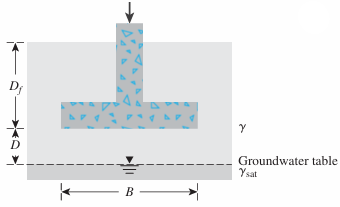 D_f
D
γ
Groundwater table
γ_sat
B